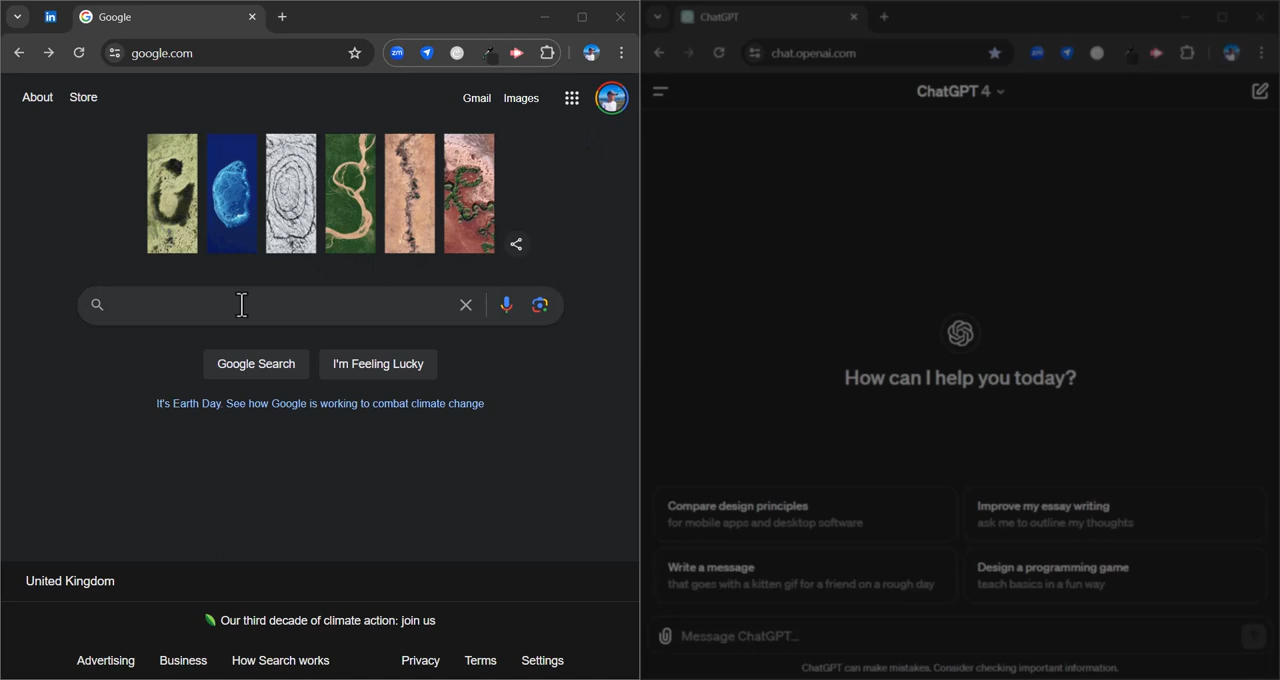 Google
google.com
About
Store
Gmail
Images
Google Search
I'm Feeling Lucky
It's Earth Day. See how Google is working to combat climate change
United Kingdom
Our third decade of climate action: join us
Advertising
Business
How Search works
Privacy
Terms
Settings
ChatGPT
chat.openai.com
ChatGPT 4
How can I help you today?
Compare design principles
for mobile apps and desktop software
Improve my essay writing
ask me to outline my thoughts
Write a message
that goes with a kitten gif for a friend on a rough day
Design a programming game
teach basics in a fun way
Message ChatGPT...
ChatGPT can make mistakes. Consider checking important information.